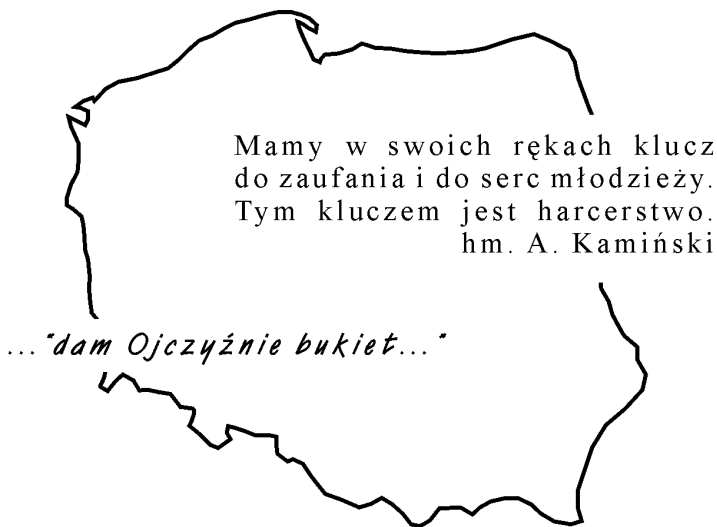 Mamy w swoich rękach klucz
do zaufania i do serc młodzieży.
Tym kluczem jest harcerstwo.
hm. A. Kamiński
..."dam Ojczyźnie bukiet..."